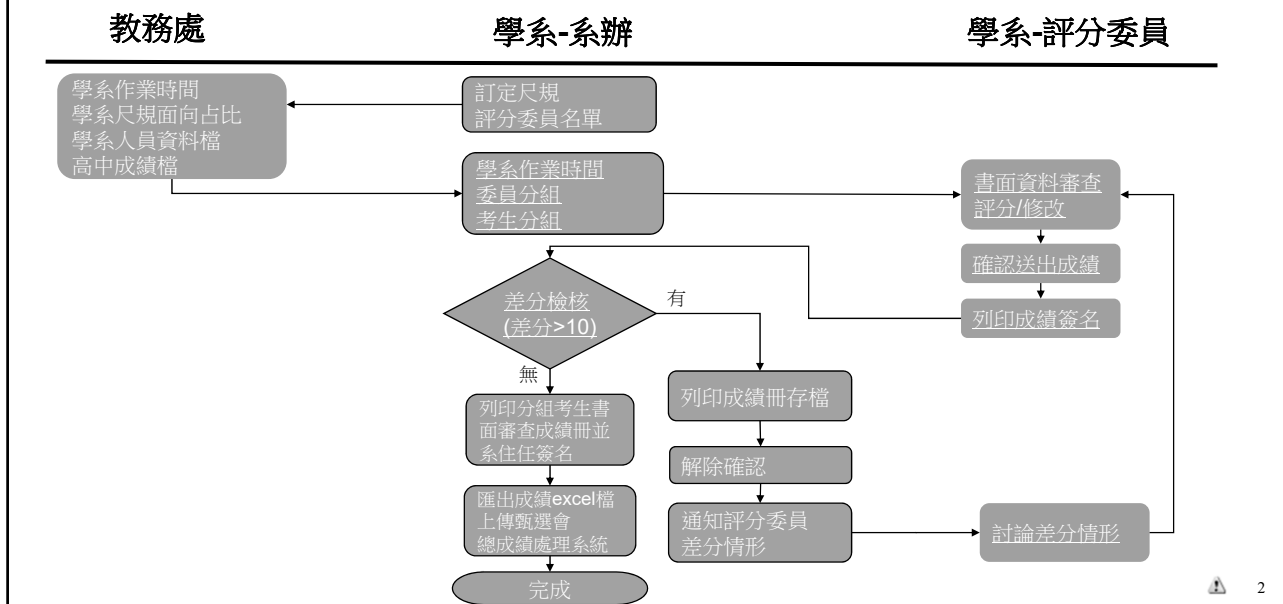 教務處
學系-系辦
學系-評分委員
學系作業時間
學系尺規面向占比
學系人員資料檔
高中成績檔
訂定尺規
評分委員名單
學系作業時間
委員分組
考生分組
書面資料審查
評分/修改
確認送出成績
列印成績簽名
差分檢核
(差分>10)
有
無
列印分組考生書
面審查成績冊並
系住任簽名
匯出成績excel檔
上傳甄選會
總成績處理系統
完成
列印成績冊存檔
解除確認
通知評分委員
差分情形
討論差分情形
2